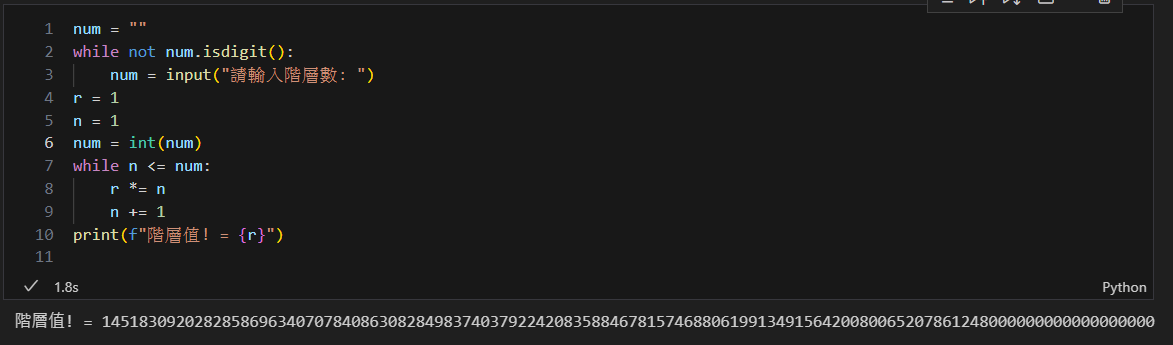 1 num = ""
2 while not num.isdigit():
3 num = input("請輸入階層數: ")
4 r = 1
5 n = 1
6 num = int(num)
7 while n <= num:
8 r *= n
9 n += 1
10 print(f"階層值! = {r}")
11
1.8s
Python
階層值! = 145183092028285869634070784086308284983740379224208358846781574688061991349156420080065207861248000000000000000000